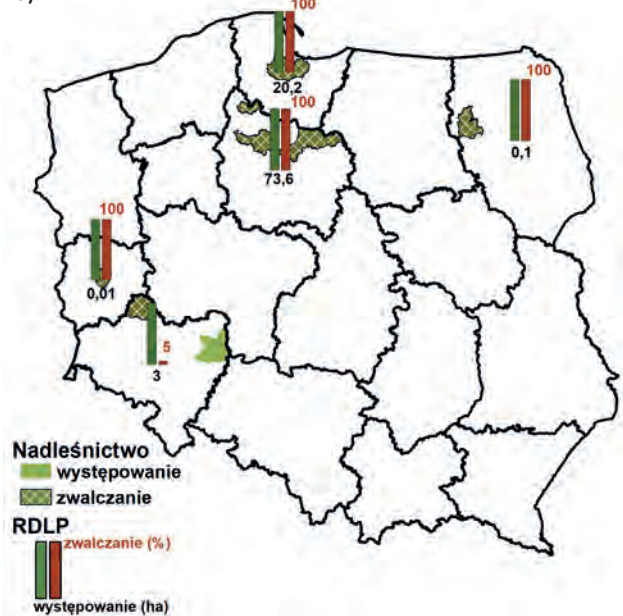 100
20,2
100
100
73,6
0,1
100
0,01
5
3
Nadleśnictwo
występowanie
zwalczanie
RDLP
zwalczanie (%)
występowanie (ha)